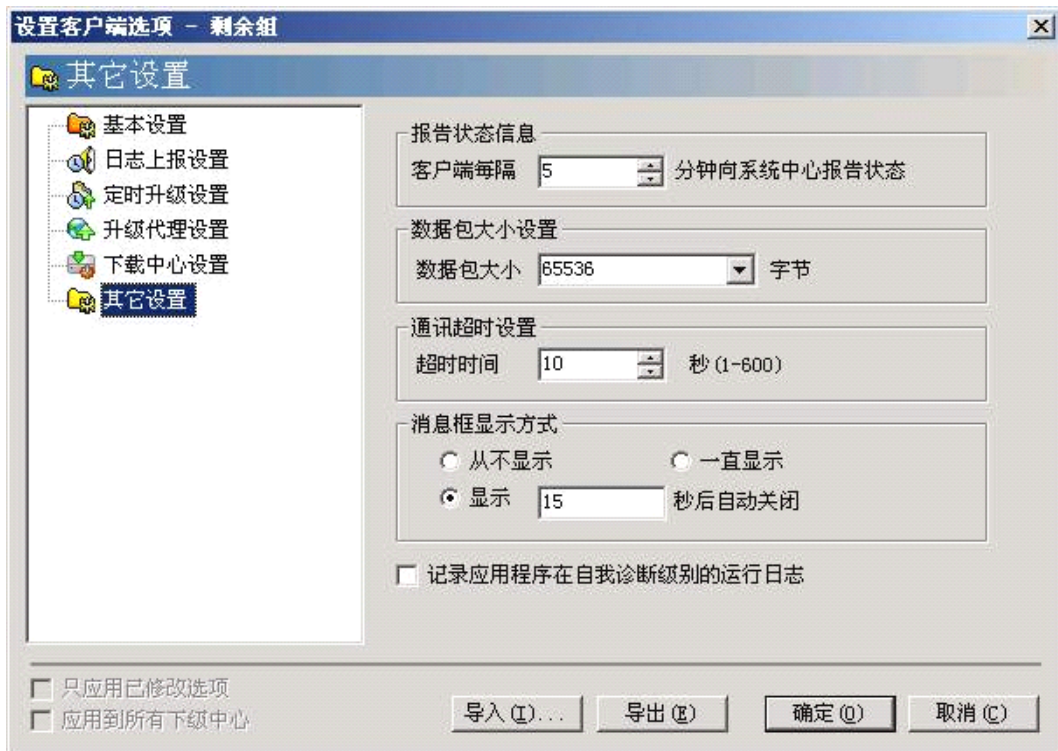 设置客户端选项 - 剩余组
其它设置
基本设置
日志上报设置
定时升级设置
升级代理设置
下载中心设置
其它设置
报告状态信息
客户端每隔 5 分钟向系统中心报告状态
数据包大小设置
数据包大小 65536 字节
通讯超时设置
超时时间 10 秒(1-600)
消息框显示方式
从不显示 一直显示
显示 15 秒后自动关闭
记录应用程序在自我诊断级别的运行日志
只应用已修改选项
应用到所有下级中心
导入(I)... 导出(E) 确定(O) 取消(C)